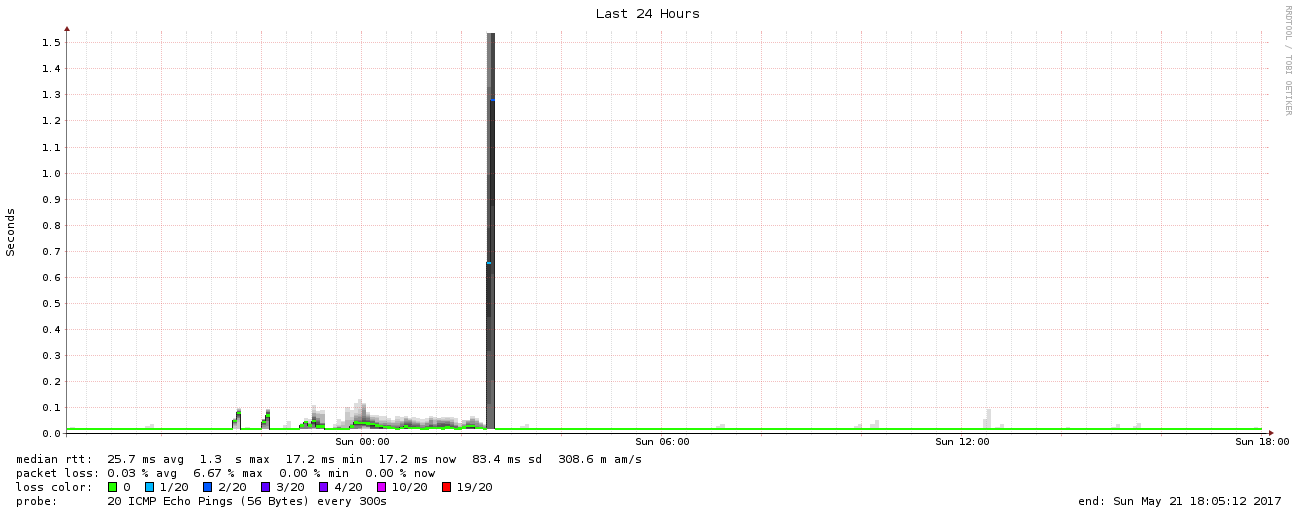 Last 24 Hours
RRDTOOL / TOBI OETIKER
Seconds
1.5
1.4
1.3
1.2
1.1
1.0
0.9
0.8
0.7
0.6
0.5
0.4
0.3
0.2
0.1
0.0
Sun 00:00 Sun 06:00 Sun 12:00 Sun 18:00
median rtt: 25.7 ms avg 1.3 s max 17.2 ms min 17.2 ms now 83.4 ms sd 308.6 m am/s
packet loss: 0.03 % avg 6.67 % max 0.00 % min 0.00 % now
loss color: 0 1/20 2/20 3/20 4/20 10/20 19/20
probe: 20 ICMP Echo Pings (56 Bytes) every 300s end: Sun May 21 18:05:12 2017